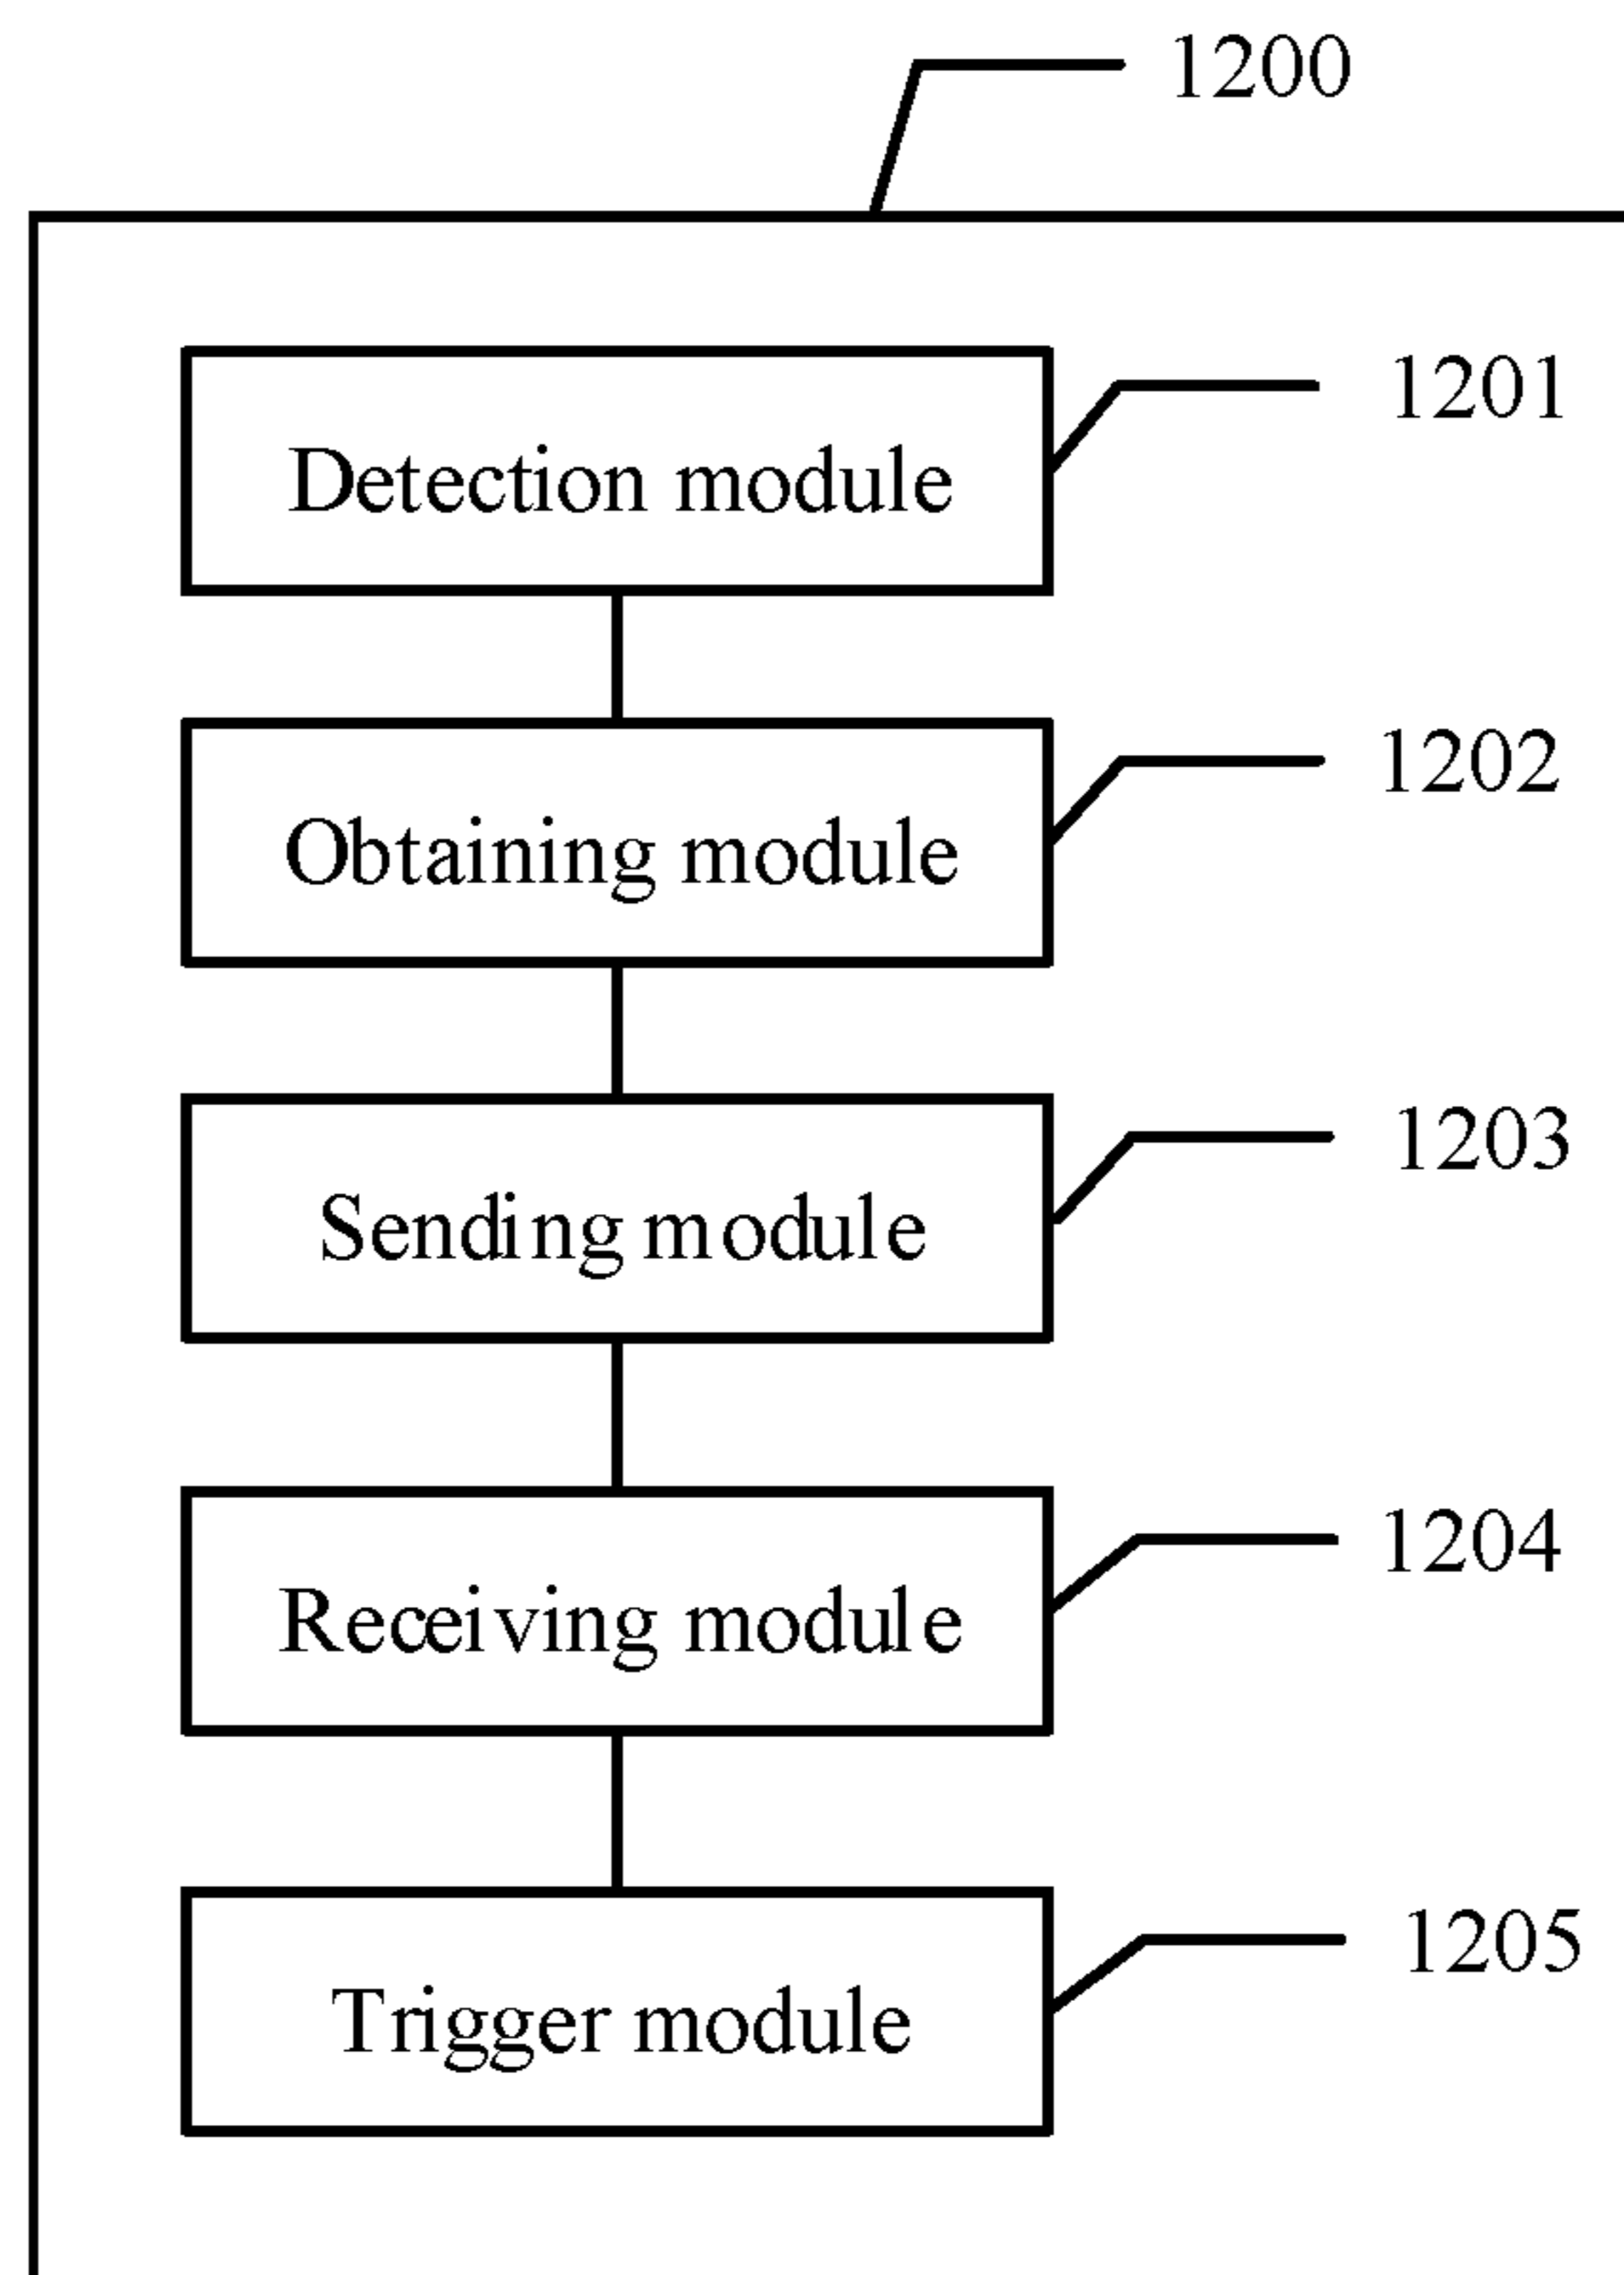 1200
1201
Detection module
1202
Obtaining module
1203
Sending module
1204
Receiving module
1205
Trigger module